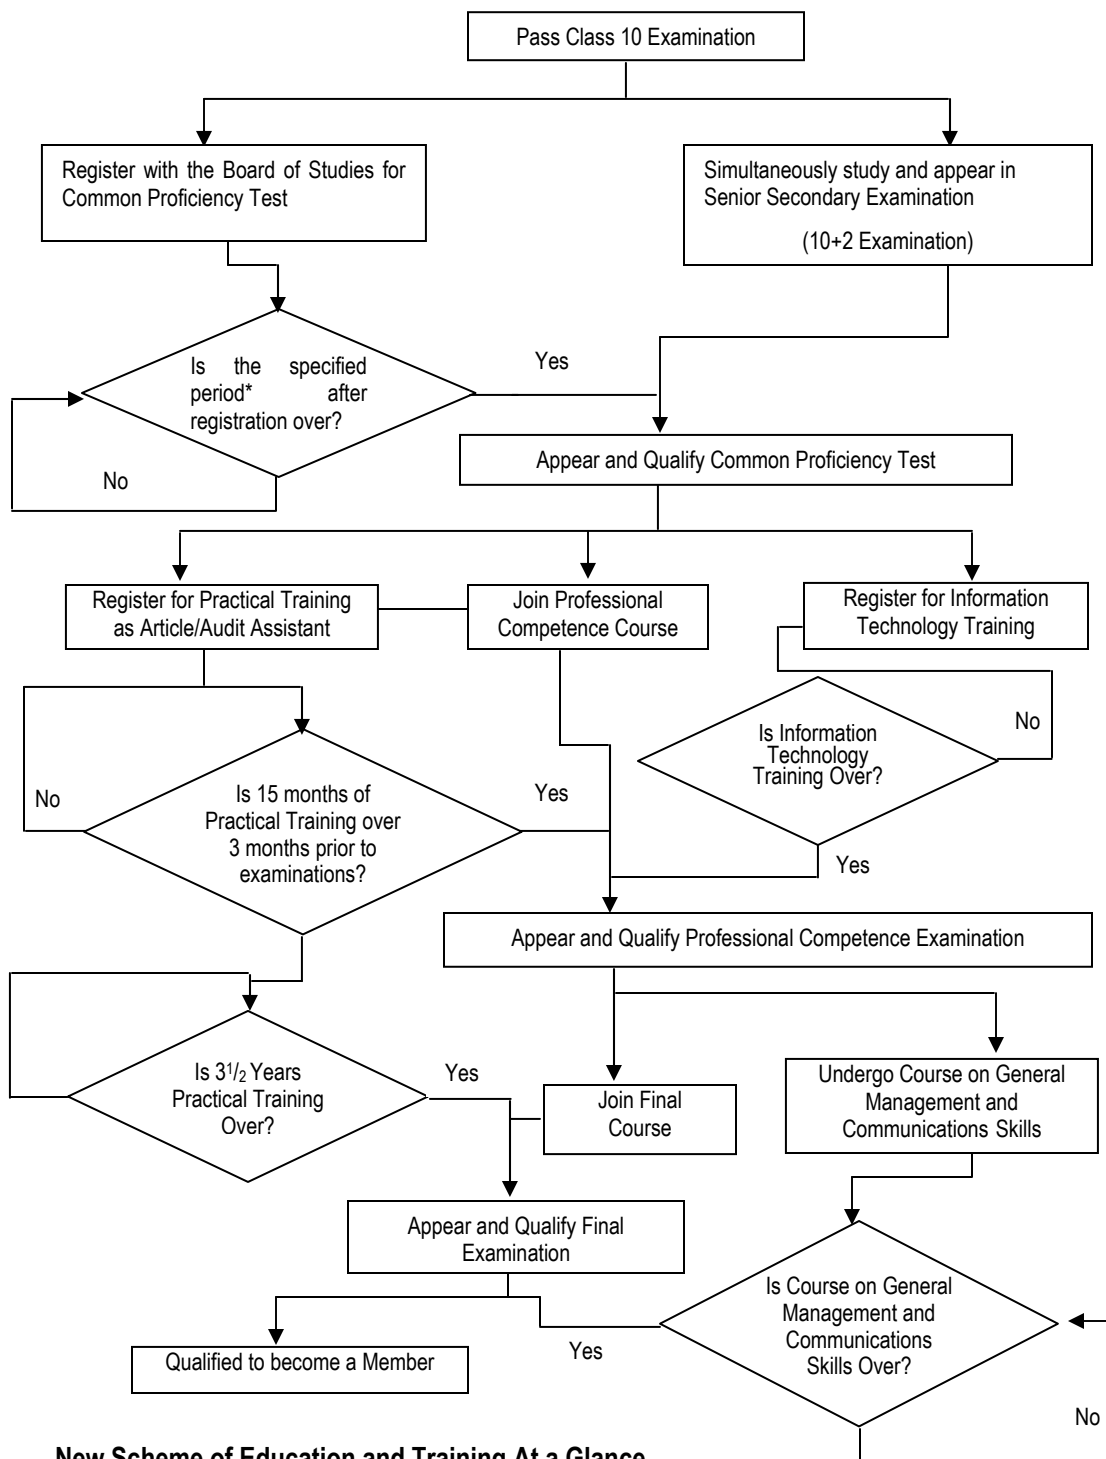 Pass Class 10 Examination
Register with the Board of Studies for
Common Proficiency Test
Simultaneously study and appear in
Senior Secondary Examination
(10+2 Examination)
Is the specified
period* after
registration over?
Yes
No
Appear and Qualify Common Proficiency Test
Register for Practical Training
as Article/Audit Assistant
Join Professional
Competence Course
Register for Information
Technology Training
Is Information
Technology
Training Over?
No
Yes
Is 15 months of
Practical Training over
3 months prior to
examinations?
No
Yes
Appear and Qualify Professional Competence Examination
Is 3 1/2 Years
Practical Training
Over?
Yes
Join Final
Course
Undergo Course on General
Management and
Communications Skills
Appear and Qualify Final
Examination
Is Course on General
Management and
Communications
Skills Over?
Yes
No
Qualified to become a Member
New Scheme of Education and Training At a Glance